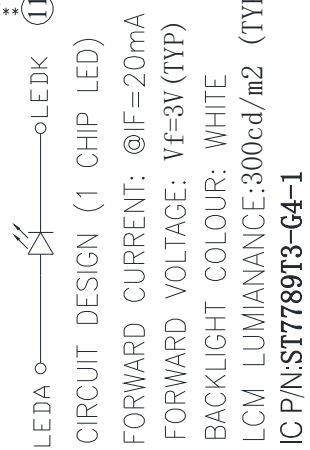 **
11
LEDA LEDK
CIRCUIT DESIGN (1 CHIP LED)
FORWARD CURRENT: @IF=20mA
FORWARD VOLTAGE: Vf=3V(TYP)
BACKLIGHT COLOUR: WHITE
LCM LUMIANANCE:300cd/m2
IC P/N:ST7789T3-G4-1